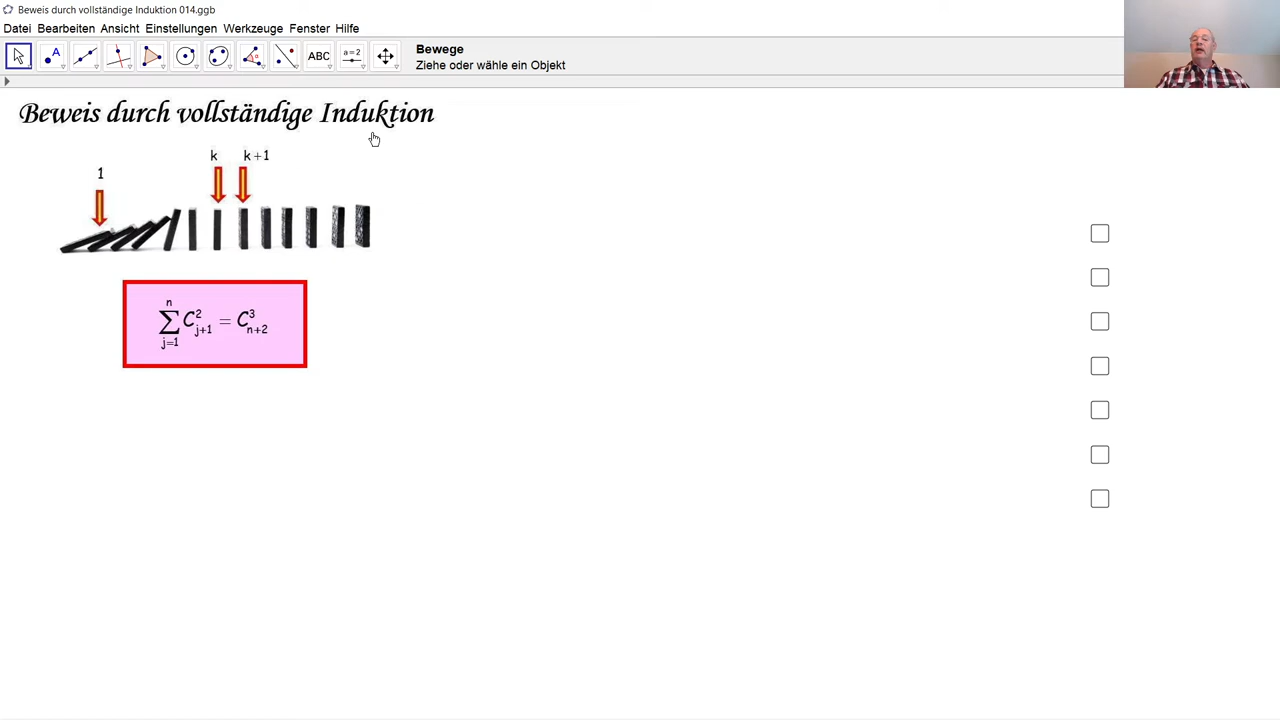 Beweis durch vollständige Induktion 014.ggb
Datei Bearbeiten Ansicht Einstellungen Werkzeuge Fenster Hilfe
A
ABC
a=2
Bewege
Ziehe oder wähle ein Objekt
Beweis durch vollständige Induktion
1
k
k+1
n
∑ C²ⱼ₊₁ = C³ₙ₊₂
j=1